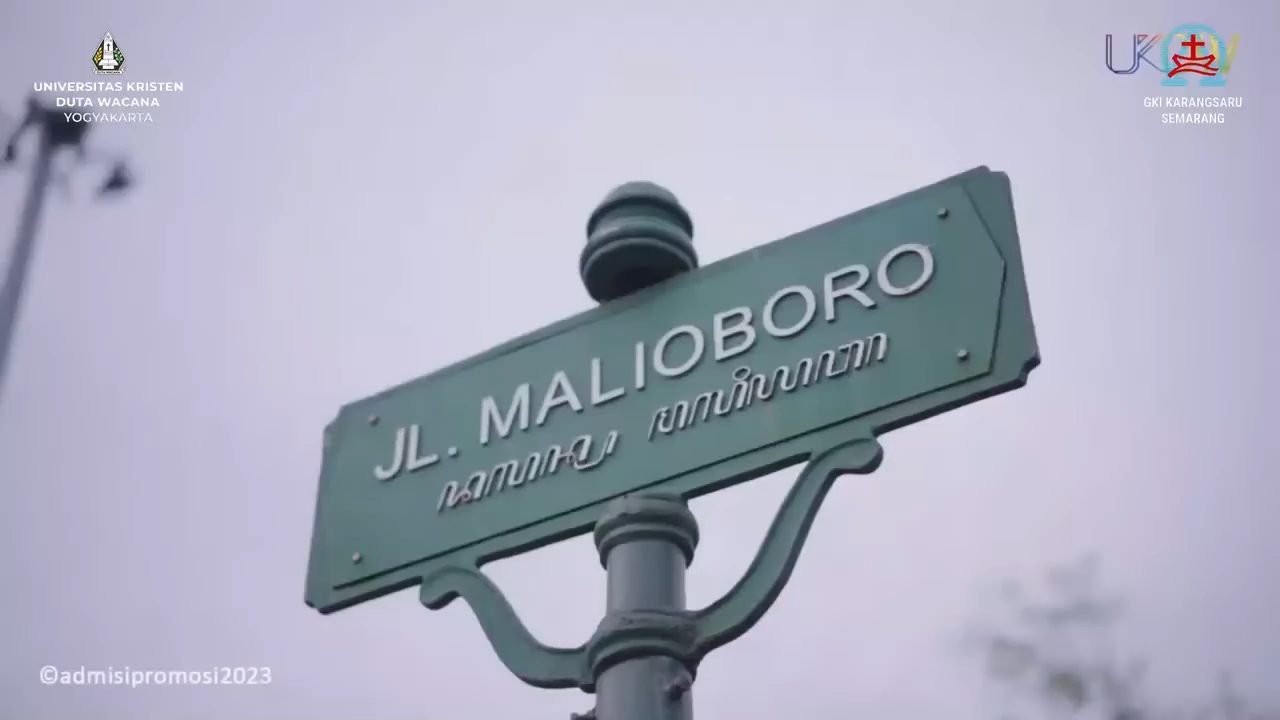 UNIVERSITAS KRISTEN
DUTA WACANA
YOGYAKARTA
GKI KARANGSARU
SEMARANG
JL. MALIOBORO
©admisipromosi2023